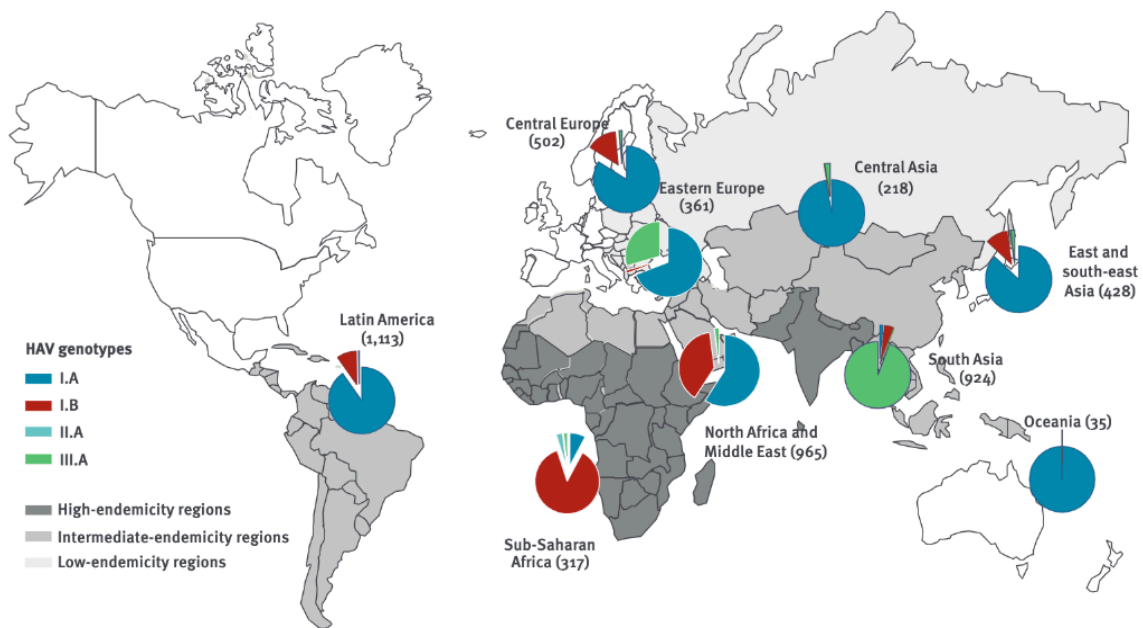 Central Europe
(502)
Eastern Europe
(361)
Central Asia
(218)
East and
south-east
Asia (428)
Latin America
(1,113)
South Asia
(924)
Oceania (35)
North Africa and
Middle East (965)
Sub-Saharan
Africa (317)
HAV genotypes
I.A
I.B
II.A
III.A
High-endemicity regions
Intermediate-endemicity regions
Low-endemicity regions